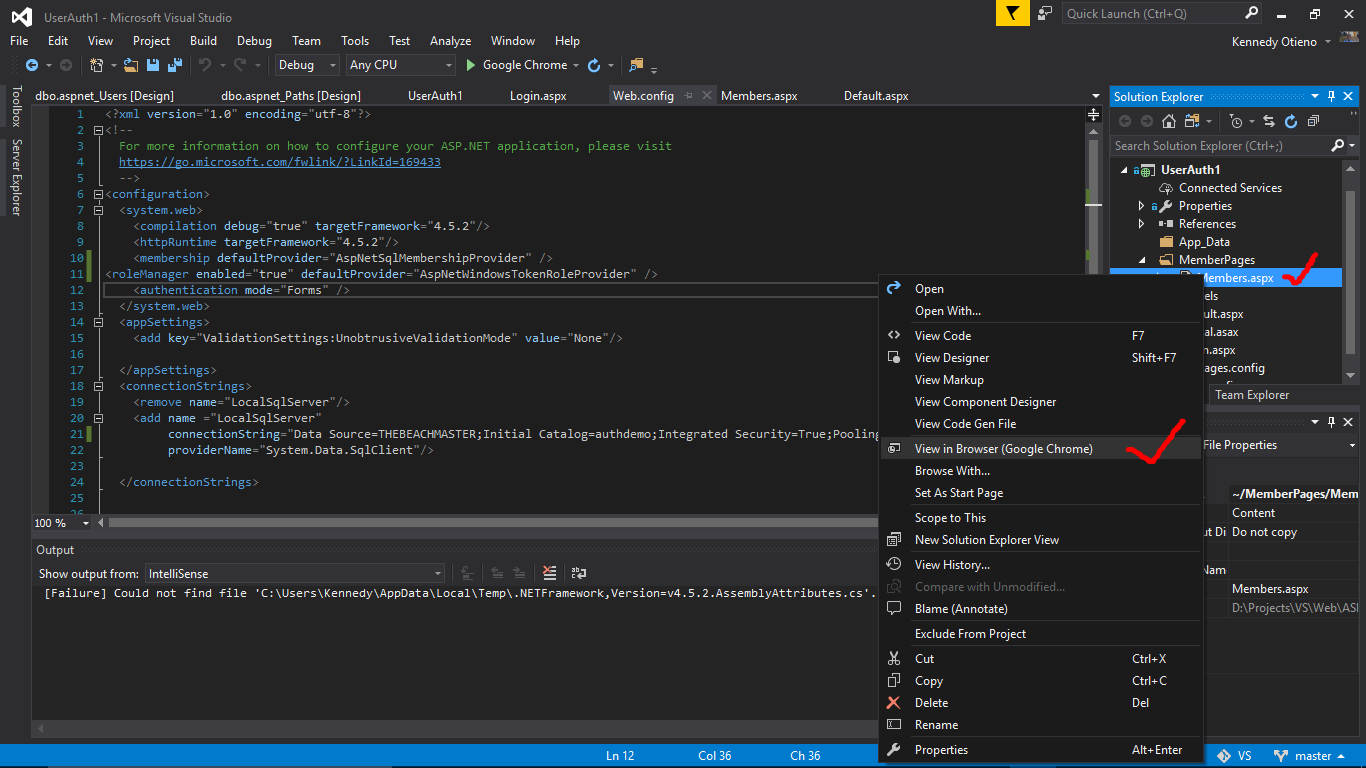 UserAuth1 - Microsoft Visual Studio
Quick Launch (Ctrl+Q)
File Edit View Project Build Debug Team Tools Test Analyze Window Help
Kennedy Otieno
Debug Any CPU Google Chrome
Toolbox
Server Explorer
dbo.aspnet_Users [Design] dbo.aspnet_Paths [Design] UserAuth1 Login.aspx Web.config Members.aspx Default.aspx
1 <?xml version="1.0" encoding="utf-8"?>
2 <!--
3 For more information on how to configure your ASP.NET application, please visit
4 https://go.microsoft.com/fwlink/?LinkId=169433
5 -->
6 <configuration>
7 <system.web>
8 <compilation debug="true" targetFramework="4.5.2"/>
9 <httpRuntime targetFramework="4.5.2"/>
10 <membership defaultProvider="AspNetSqlMembershipProvider" />
11 <roleManager enabled="true" defaultProvider="AspNetWindowsTokenRoleProvider" />
12 <authentication mode="Forms" />
13 </system.web>
14 <appSettings>
15 <add key="ValidationSettings:UnobtrusiveValidationMode" value="None"/>
16
17 </appSettings>
18 <connectionStrings>
19 <remove name="LocalSqlServer"/>
20 <add name ="LocalSqlServer"
21 connectionString="Data Source=THEBEACHMASTER;Initial Catalog=authdemo;Integrated Security=True;Pooling
22 providerName="System.Data.SqlClient"/>
23
24 </connectionStrings>
25
100 %
Output
Show output from: IntelliSense
[Failure] Could not find file 'C:\Users\Kennedy\AppData\Local\Temp\.NETFramework,Version=v4.5.2.AssemblyAttributes.cs'.
Solution Explorer
Search Solution Explorer (Ctrl+;)
UserAuth1
Connected Services
Properties
References
App_Data
MemberPages
Members.aspx
els
ult.aspx
al.asax
n.aspx
ages.config
Team Explorer
Open
Open With...
View Code F7
View Designer Shift+F7
View Markup
View Component Designer
View Code Gen File
View in Browser (Google Chrome)
Browse With...
Set As Start Page
Scope to This
New Solution Explorer View
View History...
Compare with Unmodified...
Blame (Annotate)
Exclude From Project
Cut Ctrl+X
Copy Ctrl+C
Delete Del
Rename
Properties Alt+Enter
File Properties
~/MemberPages/Mem
Content
ut Di Do not copy
Nam
Members.aspx
D:\Projects\VS\Web\AS
Ln 12 Col 36 Ch 36 VS master